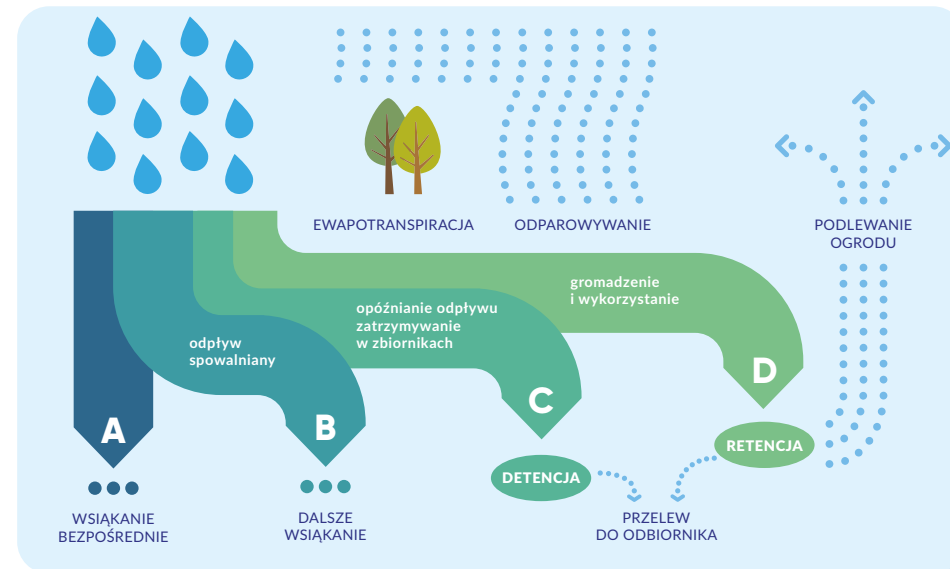 EWAPOTRANSPIRACJA
ODPAROWYWANIE
PODLEWANIE
OGRODU
gromadzenie
i wykorzystanie
opóźnianie odpływu
zatrzymywanie
w zbiornikach
odpływ
spowalniany
A
B
C
D
RETENCJA
DETENCJA
WSIĄKANIE
BEZPOŚREDNIE
DALSZE
WSIĄKANIE
PRZELEW
DO ODBIORNIKA